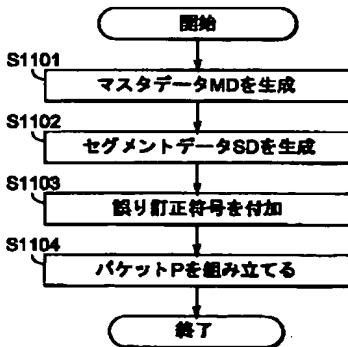 開始
S1101
マスタデータMDを生成
S1102
セグメントデータSDを生成
S1103
誤り訂正符号を付加
S1104
パケットPを組み立てる
終了